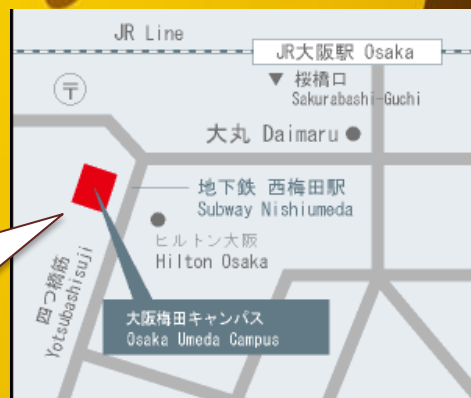 JR Line
JR大阪駅 Osaka
▼ 桜橋口
Sakurabashi-Guchi
〒
大丸 Daimaru
地下鉄 西梅田駅
Subway Nishiumeda
ヒルトン大阪
Hilton Osaka
四つ橋筋
Yotsubashisuji
大阪梅田キャンパス
Osaka Umeda Campus